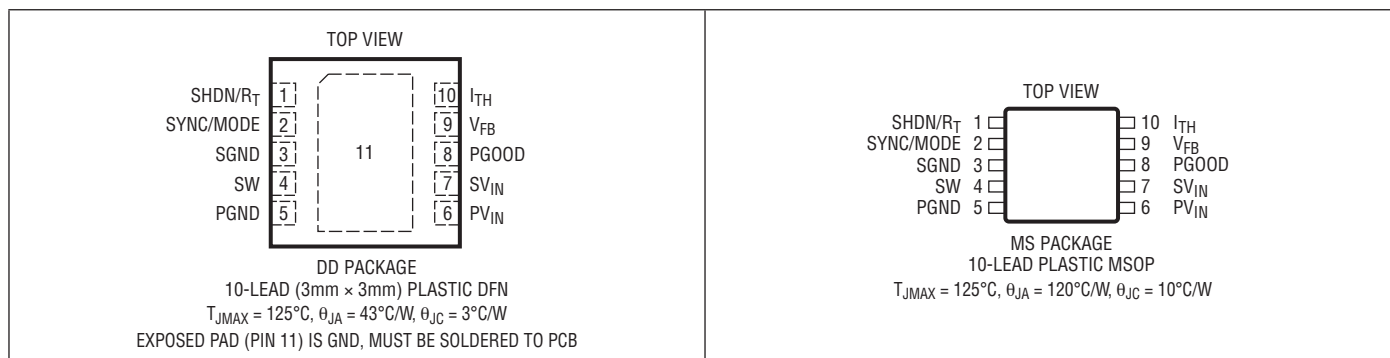 TOP VIEW
SHDN/RT 1 10 ITH
SYNC/MODE 2 9 VFB
SGND 3 11 8 PGOOD
SW 4 7 SVIN
PGND 5 6 PVIN
DD PACKAGE
10-LEAD (3mm × 3mm) PLASTIC DFN
TJMAX = 125°C, θJA = 43°C/W, θJC = 3°C/W
EXPOSED PAD (PIN 11) IS GND, MUST BE SOLDERED TO PCB
TOP VIEW
SHDN/RT 1 10 ITH
SYNC/MODE 2 9 VFB
SGND 3 8 PGOOD
SW 4 7 SVIN
PGND 5 6 PVIN
MS PACKAGE
10-LEAD PLASTIC MSOP
TJMAX = 125°C, θJA = 120°C/W, θJC = 10°C/W